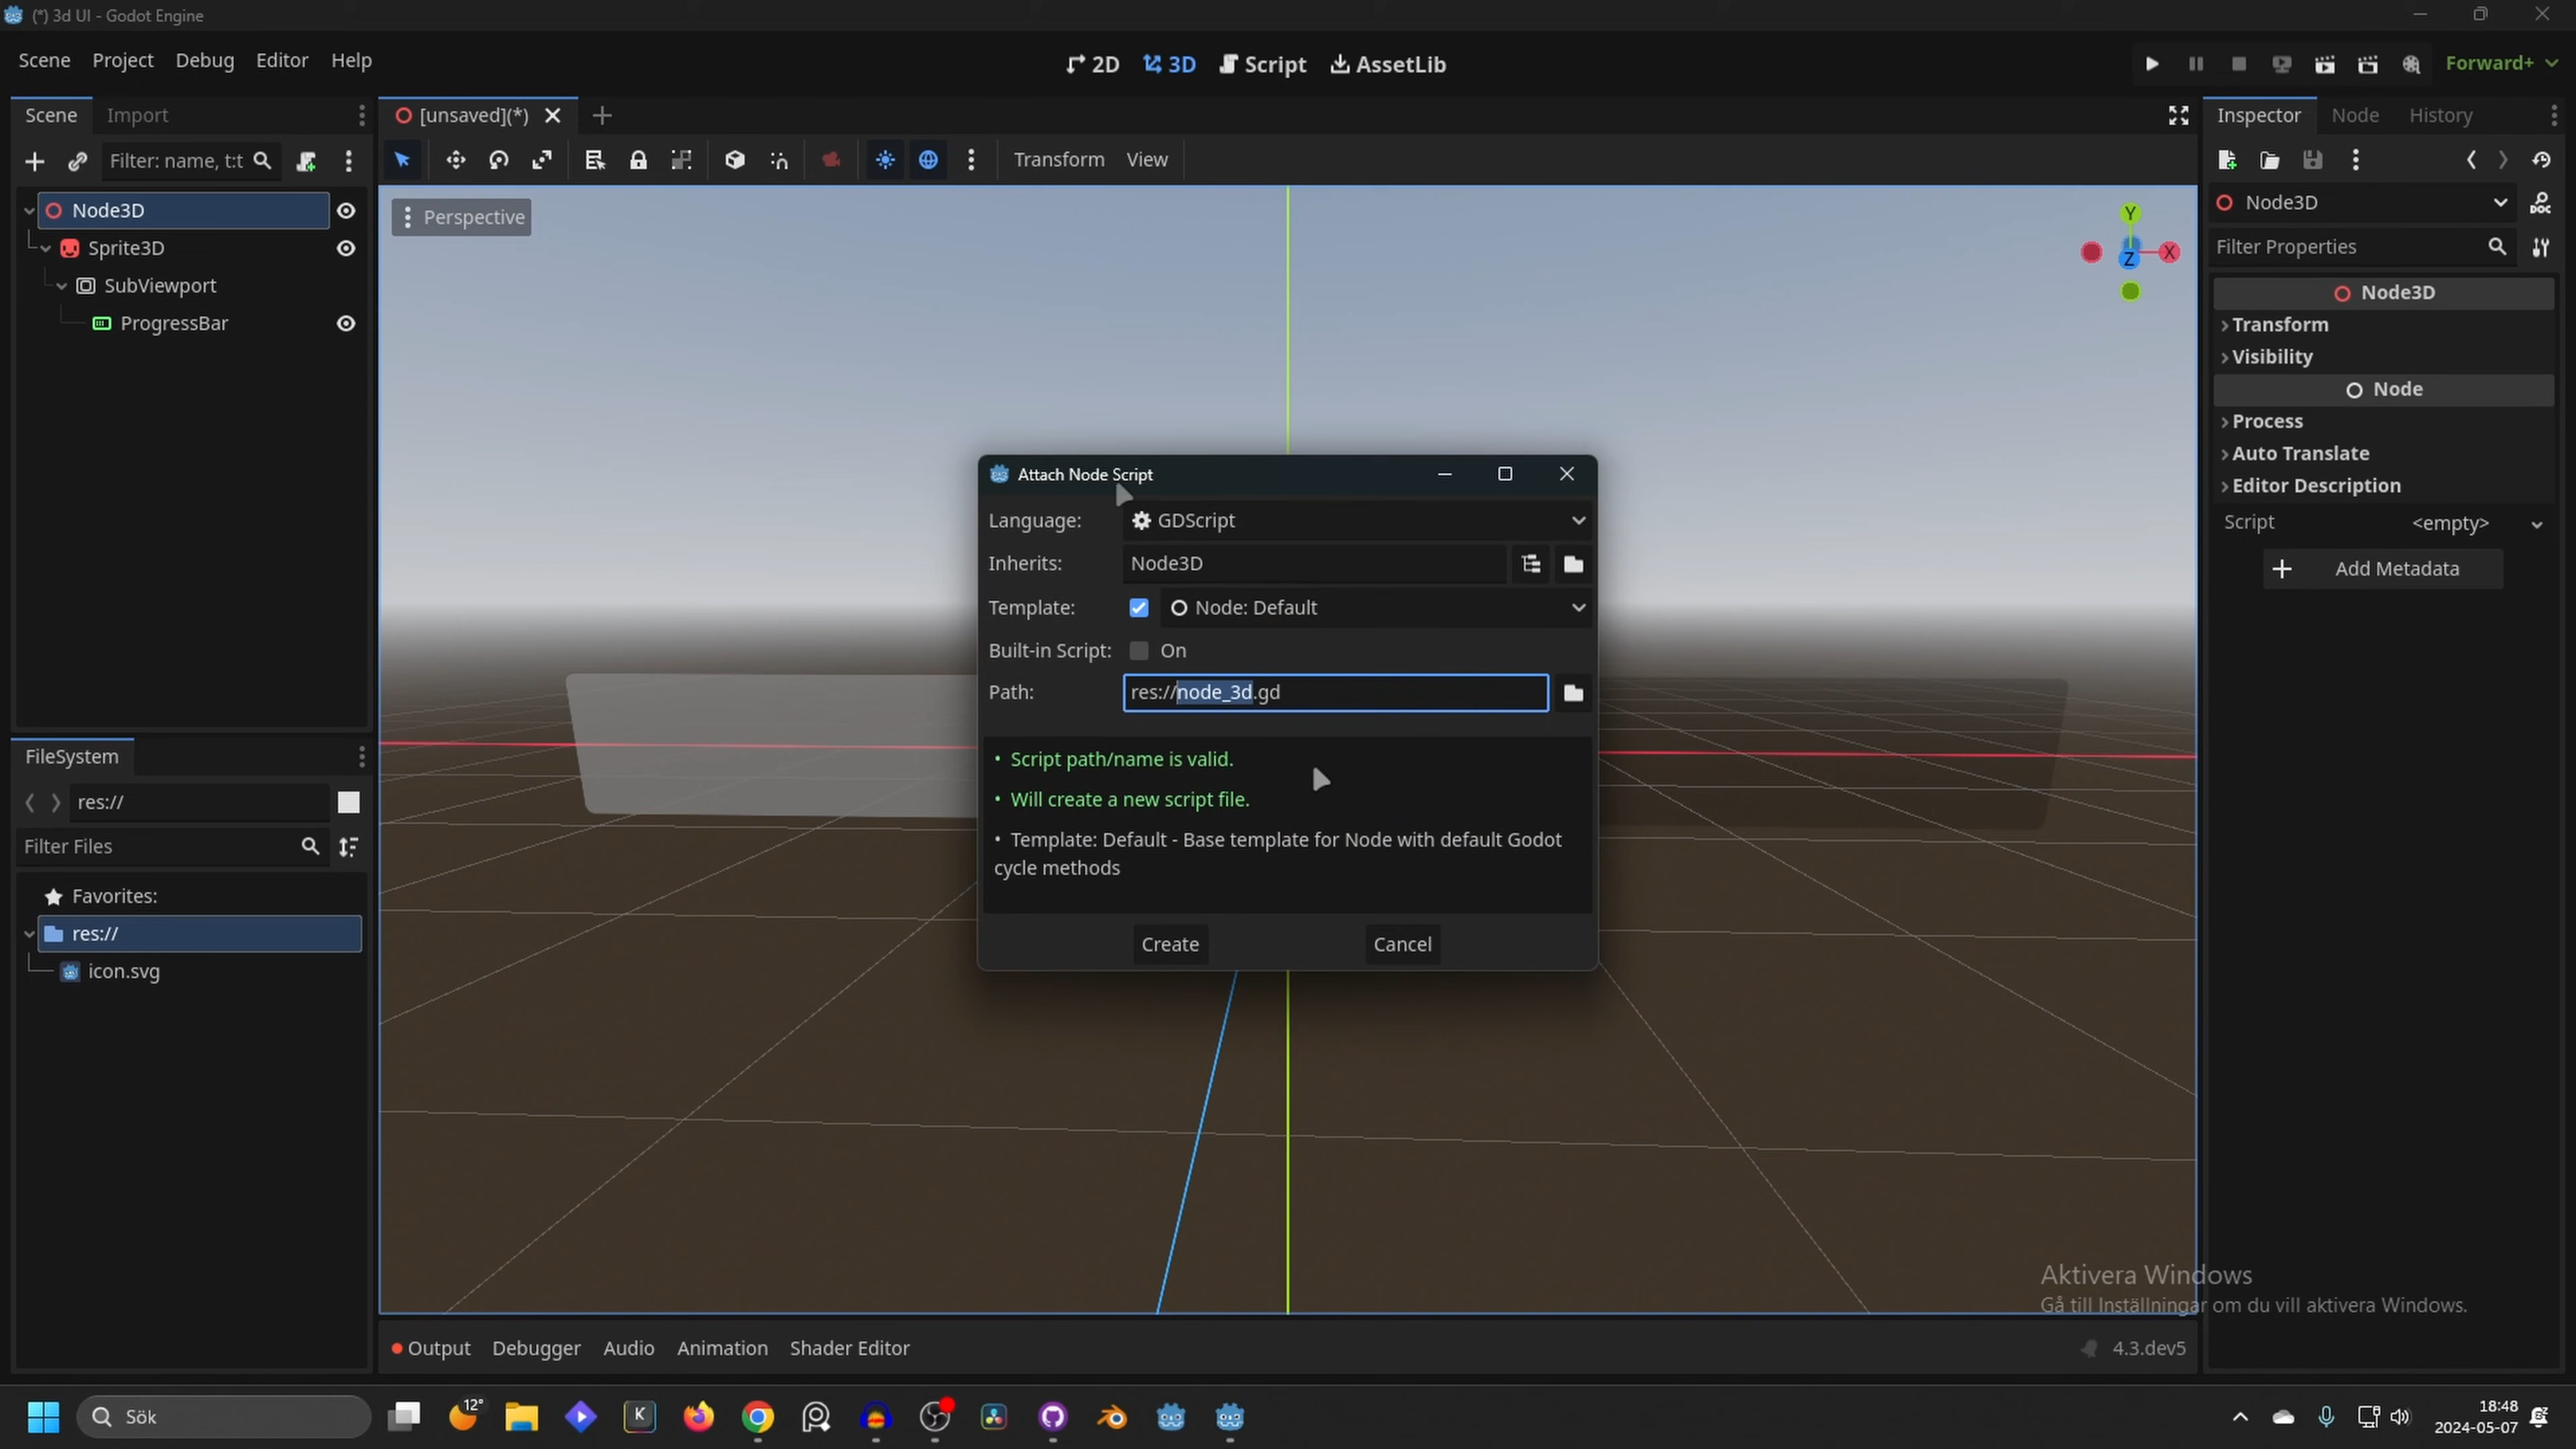 (*) 3d UI - Godot Engine
Scene Project Debug Editor Help
2D 3D Script AssetLib
Forward+
Scene Import
[unsaved](*)
Inspector Node History
Filter: name, t:t
Transform View
Node3D
Sprite3D
SubViewport
ProgressBar
Perspective
Y
X
Z
Node3D
Filter Properties
Node3D
Transform
Visibility
Node
Process
Auto Translate
Editor Description
Script <empty>
Add Metadata
Attach Node Script
Language: GDScript
Inherits: Node3D
Template: Node: Default
Built-in Script: On
Path: res://node_3d.gd
• Script path/name is valid.
• Will create a new script file.
• Template: Default - Base template for Node with default Godot
cycle methods
Create Cancel
FileSystem
res://
Filter Files
Favorites:
res://
icon.svg
Aktivera Windows
Gå till Inställningar om du vill aktivera Windows.
Output Debugger Audio Animation Shader Editor
4.3.dev5
Sök
12°
K
18:48
2024-05-07